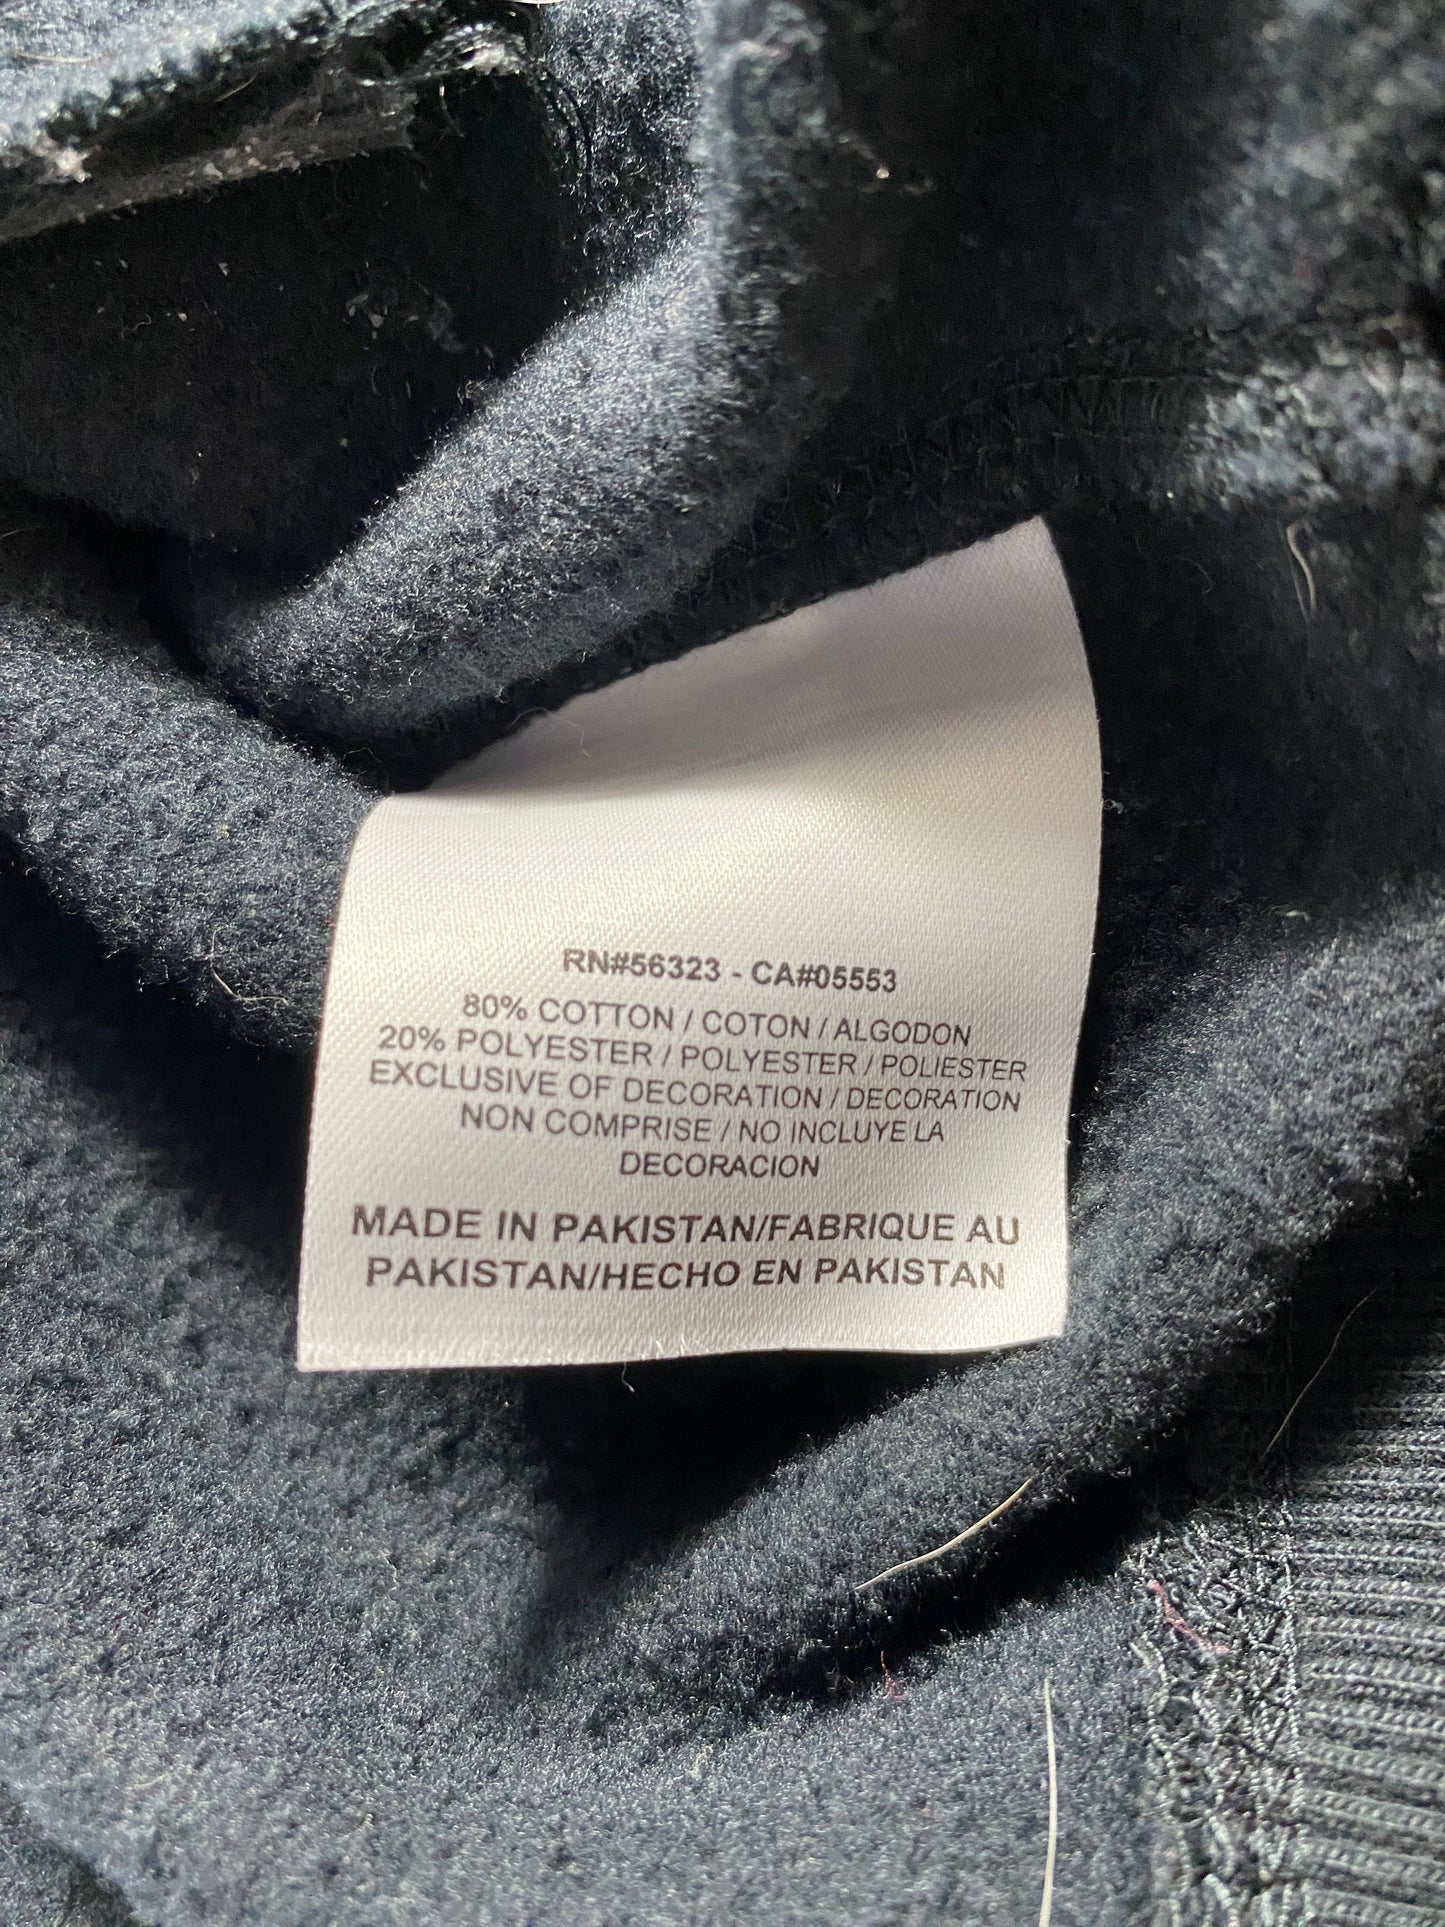 RN#56323 - CA#05553
80% COTTON / COTON / ALGODON
20% POLYESTER / POLYESTER / POLIESTER
EXCLUSIVE OF DECORATION / DECORATION
NON COMPRISE / NO INCLUYE LA
DECORACION
MADE IN PAKISTAN/FABRIQUE AU
PAKISTAN/HECHO EN PAKISTAN